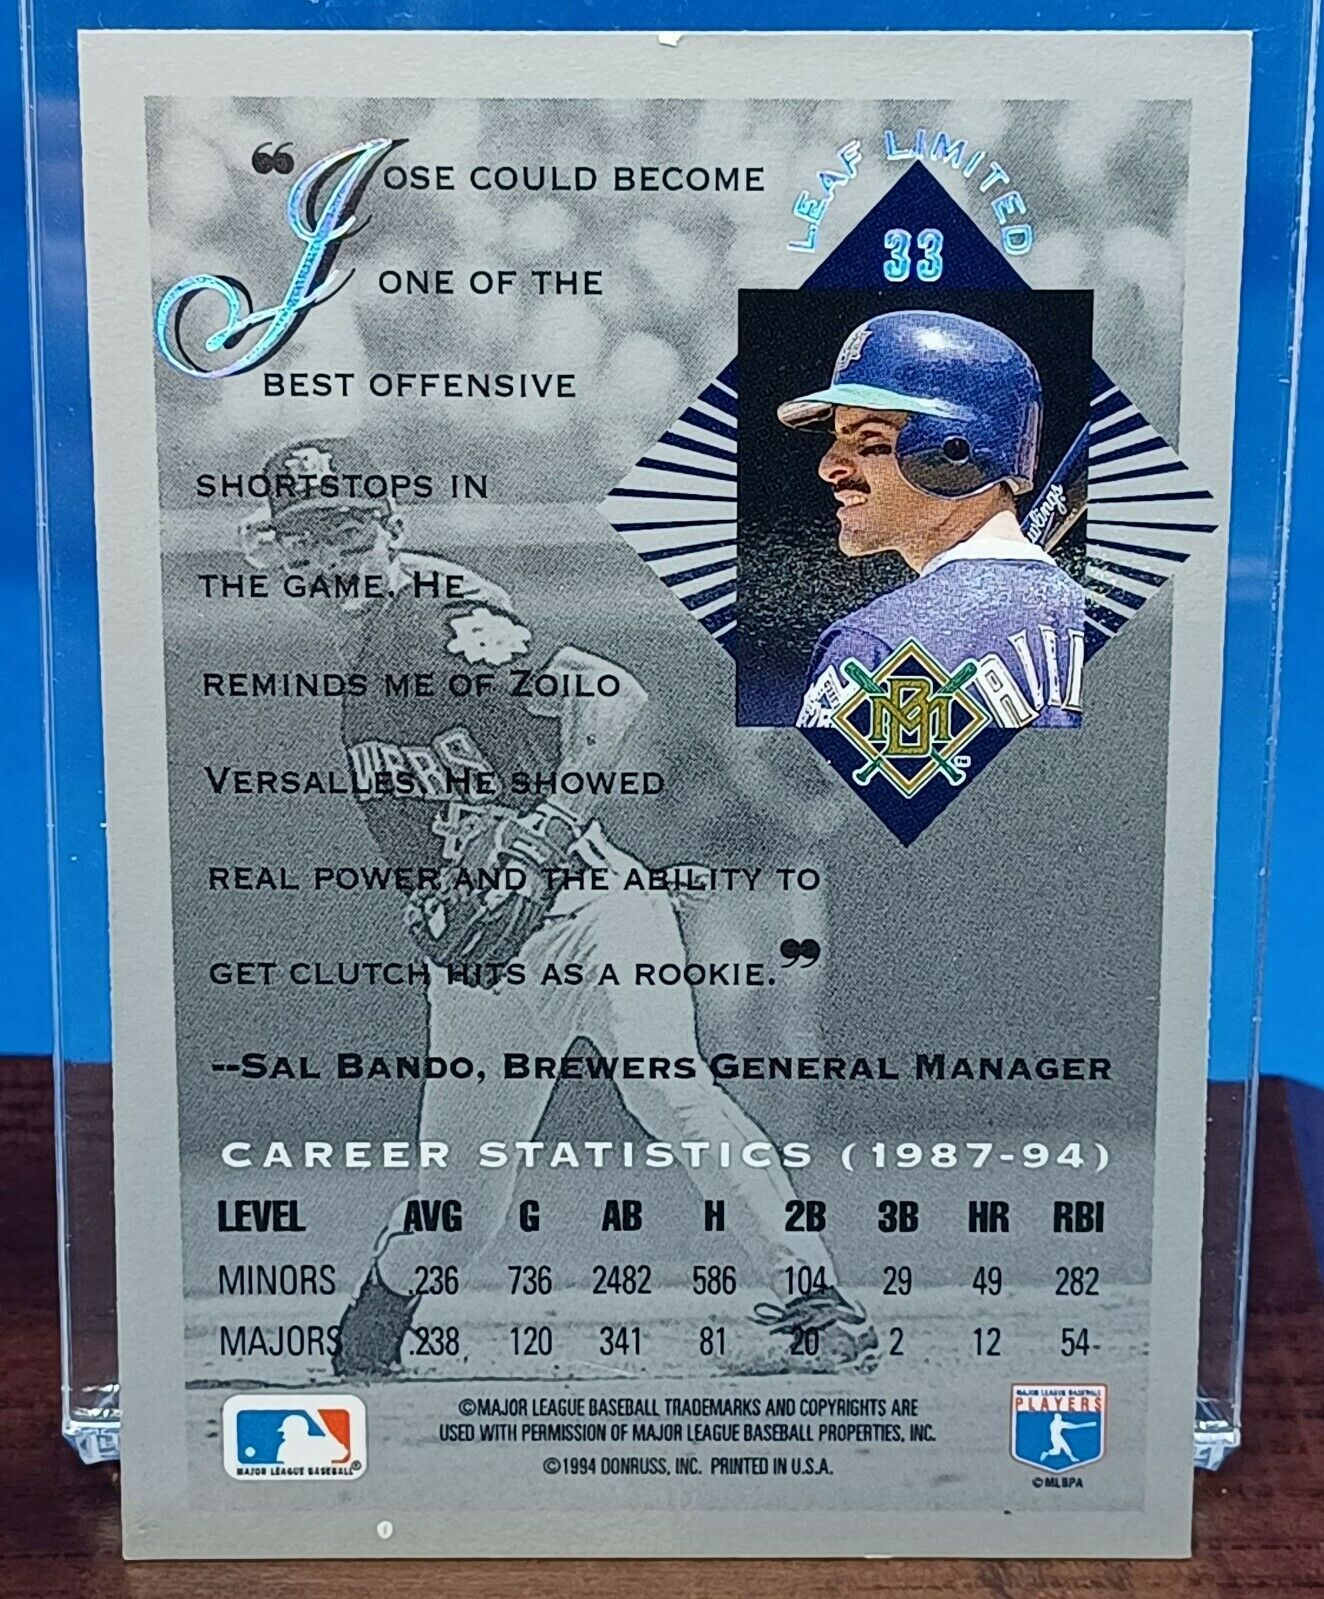 LEAF LIMITED
33
“JOSE COULD BECOME
ONE OF THE
BEST OFFENSIVE
SHORTSTOPS IN
THE GAME. HE
REMINDS ME OF ZOILO
VERSALLES. HE SHOWED
REAL POWER AND THE ABILITY TO
GET CLUTCH HITS AS A ROOKIE.”
--SAL BANDO, BREWERS GENERAL MANAGER
CAREER STATISTICS (1987-94)
LEVEL AVG G AB H 2B 3B HR RBI
MINORS .236 736 2482 586 104 29 49 282
MAJORS .238 120 341 81 20 2 12 54
©MAJOR LEAGUE BASEBALL TRADEMARKS AND COPYRIGHTS ARE
USED WITH PERMISSION OF MAJOR LEAGUE BASEBALL PROPERTIES, INC.
©1994 DONRUSS, INC. PRINTED IN U.S.A.
MAJOR LEAGUE BASEBALL®
MAJOR LEAGUE BASEBALL
PLAYERS
©MLBPA